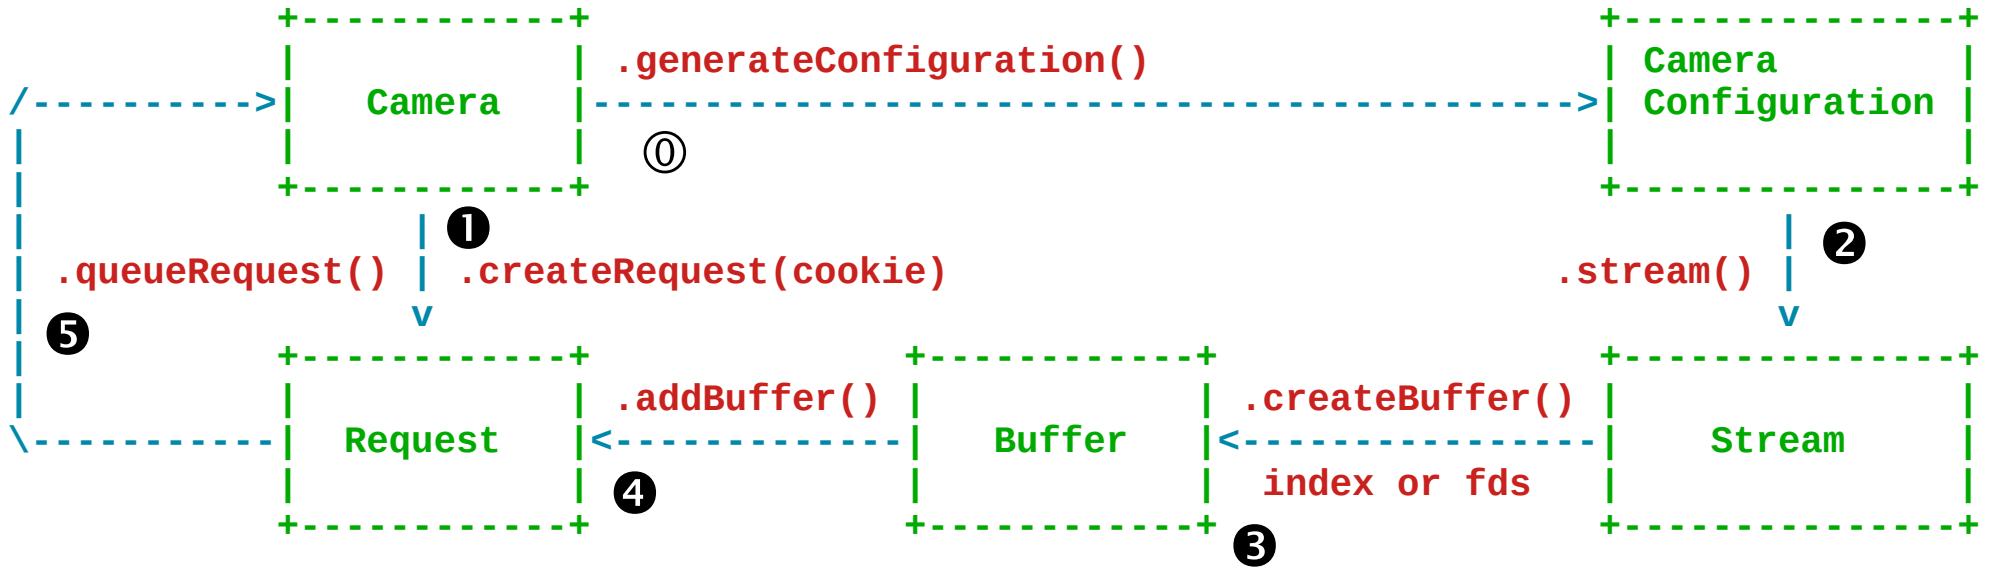 .generateConfiguration()
Camera
Camera
Configuration
⓪
❶
❷
.queueRequest()
.createRequest(cookie)
.stream()
❺
.addBuffer()
.createBuffer()
Request
Buffer
Stream
❹
index or fds
❸